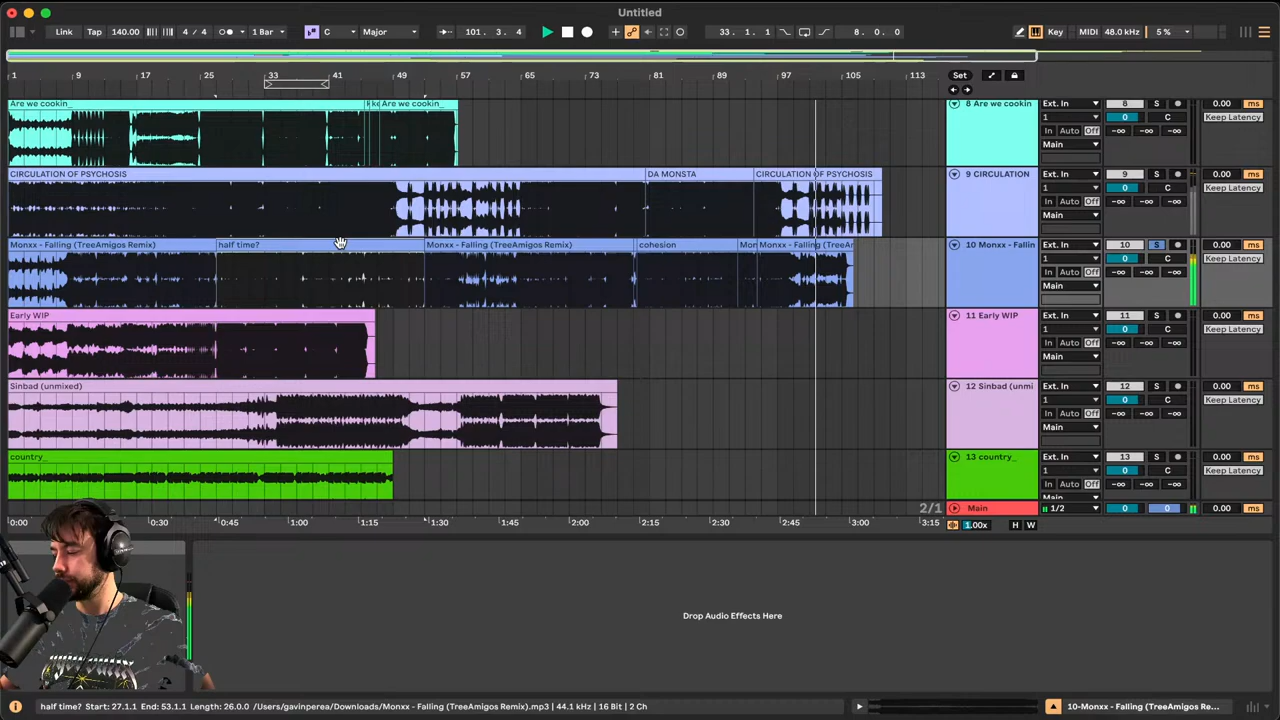 Untitled
Link Tap 140.00 4 / 4 1 Bar C Major 101. 3. 4 33. 1. 1 8. 0. 0 Key MIDI 48.0 kHz 5 %
1 9 17 25 33 41 49 57 65 73 81 89 97 105 113 Set
Are we cookin_ Are we cookin_ 8 Are we cookin Ext. In 8 S 0.00 ms
1 0 C Keep Latency
In Auto Off -∞ -∞
Main
CIRCULATION OF PSYCHOSIS DA MONSTA CIRCULATION OF PSYCHOSIS 9 CIRCULATION Ext. In 9 S 0.00 ms
1 0 C Keep Latency
In Auto Off -∞ -∞
Main
Monxx - Falling (TreeAmigos Remix) half time? Monxx - Falling (TreeAmigos Remix) cohesion Mon Monxx - Falling (TreeAr 10 Monxx - Fallin Ext. In 10 S 0.00 ms
1 0 C Keep Latency
In Auto Off -∞ -∞
Main
Early WIP 11 Early WIP Ext. In 11 S 0.00 ms
1 0 C Keep Latency
In Auto Off -∞ -∞
Main
Sinbad (unmixed) 12 Sinbad (unmi Ext. In 12 S 0.00 ms
1 0 C Keep Latency
In Auto Off -∞ -∞
Main
country_ 13 country_ Ext. In 13 S 0.00 ms
1 0 C Keep Latency
In Auto Off -∞ -∞
Main
2/1 Main 1/2 0 0 0.00 ms
0:00 0:30 0:45 1:00 1:15 1:30 1:45 2:00 2:15 2:30 2:45 3:00 3:15 1.00x H W
Drop Audio Effects Here
half time? Start: 27.1.1 End: 53.1.1 Length: 26.0.0 /Users/gavinperea/Downloads/Monxx - Falling (TreeAmigos Remix).mp3 | 44.1 kHz | 16 Bit | 2 Ch 10-Monxx - Falling (TreeAmigos Re...